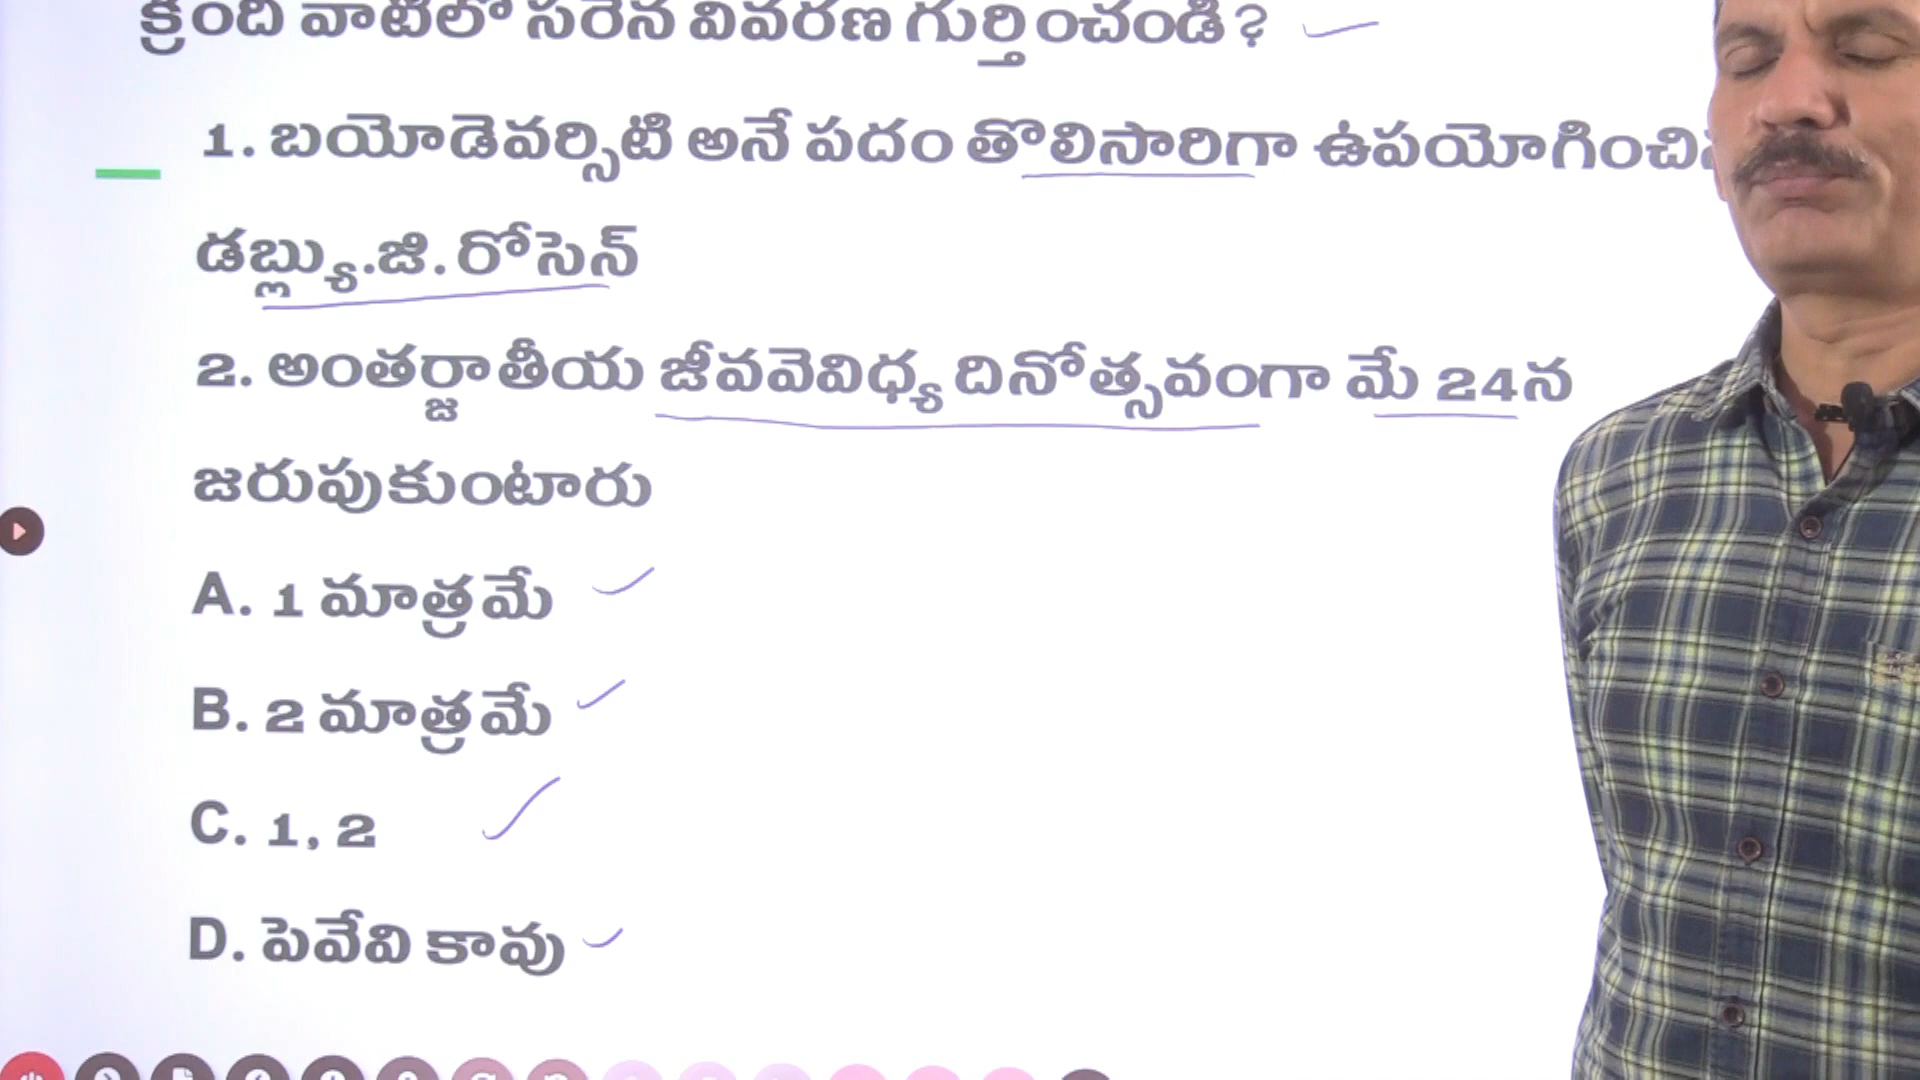 క్రింది వాటిలో సరైన వివరణ గుర్తించండి?
1. బయోడెవర్సిటి అనే పదం తొలిసారిగా
డబ్ల్యు.జి.రోసెన్
2. అంతర్జాతీయ జీవవెవిధ్య దినోత్సవంగా మే 24న
జరుపుకుంటారు
A. 1 మాత్రమే
B. 2 మాత్రమే
C. 1, 2
D. పెవేవి కావు